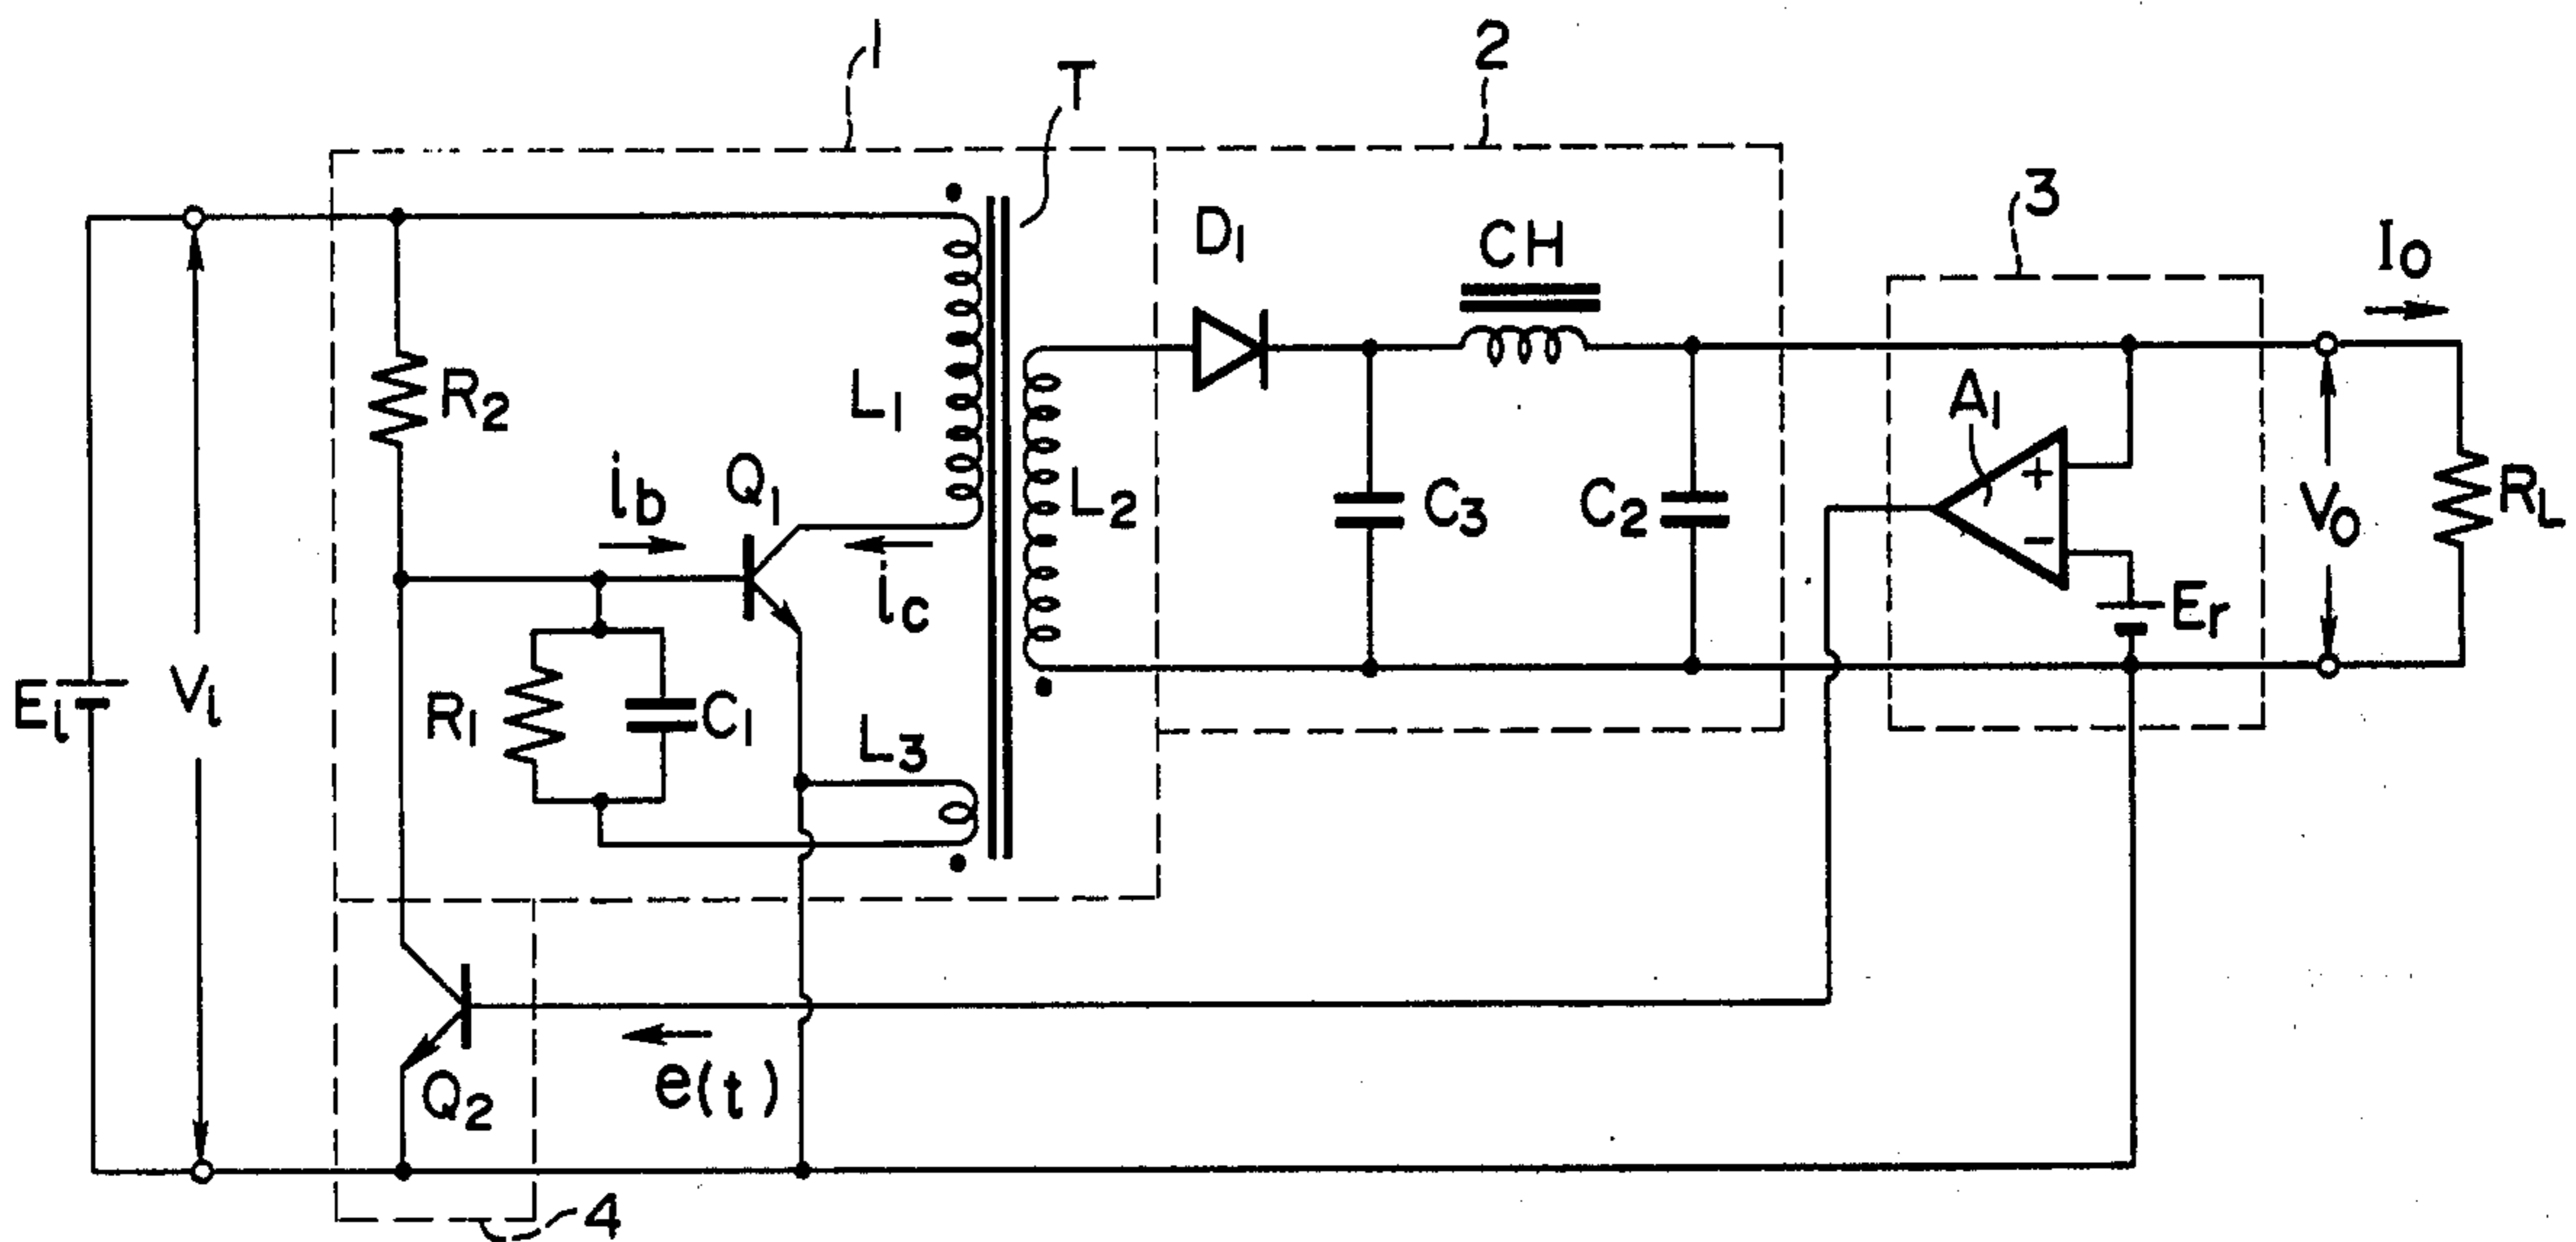 1
2
T
3
D1
CH
Io
R2
L1
A1
+
ib
Q1
L2
C3
C2
Vo
RL
−
ic
Er
Ei
Vi
R1
C1
L3
e(t)
Q2
4